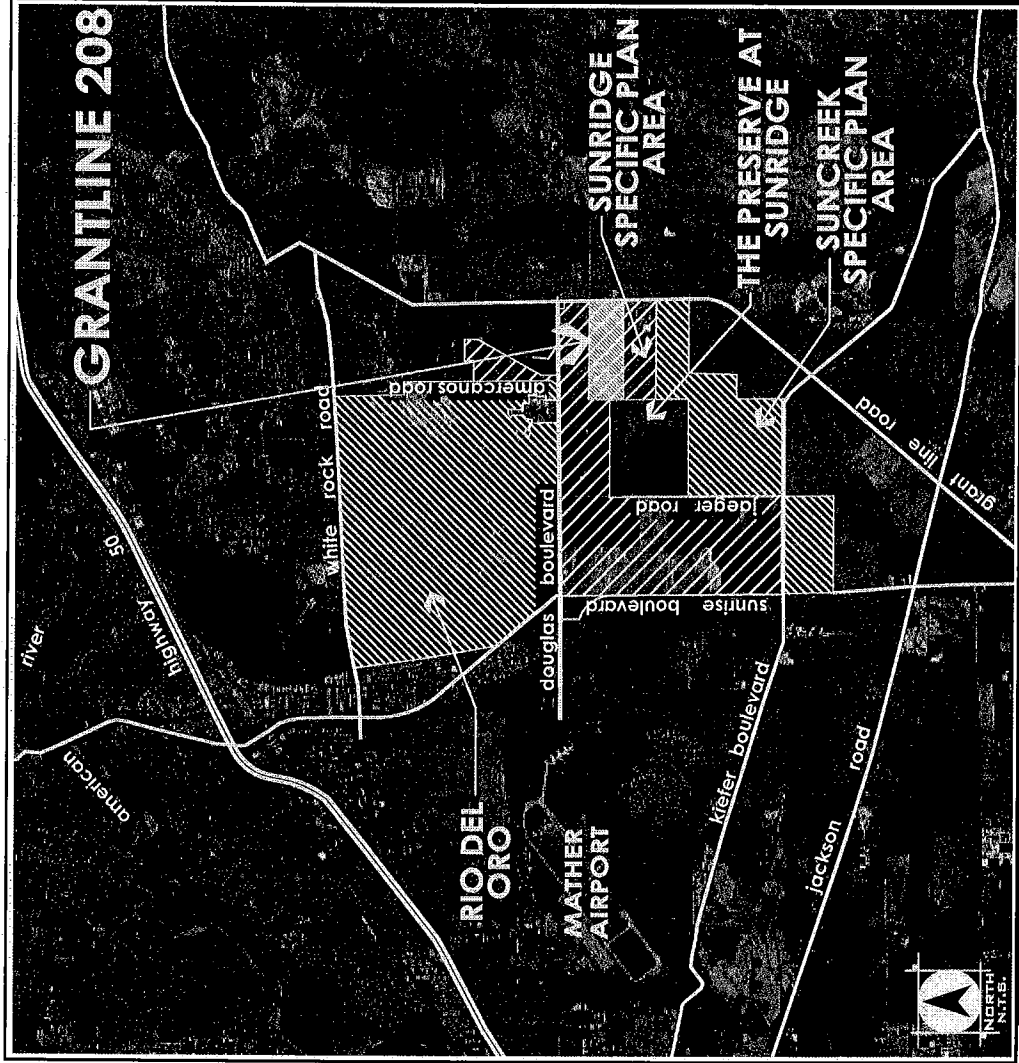 GRANTLINE 208
river
american
highway
50
white rock road
amercanos road
SUNRIDGE
SPECIFIC PLAN
AREA
THE PRESERVE AT
SUNRIDGE
SUNCREEK
SPECIFIC PLAN
AREA
RIO DEL
ORO
MATHER
AIRPORT
douglas boulevard
sunrise boulevard
jaeger road
kiefer boulevard
jackson road
grant line road
NORTH
N.T.S.